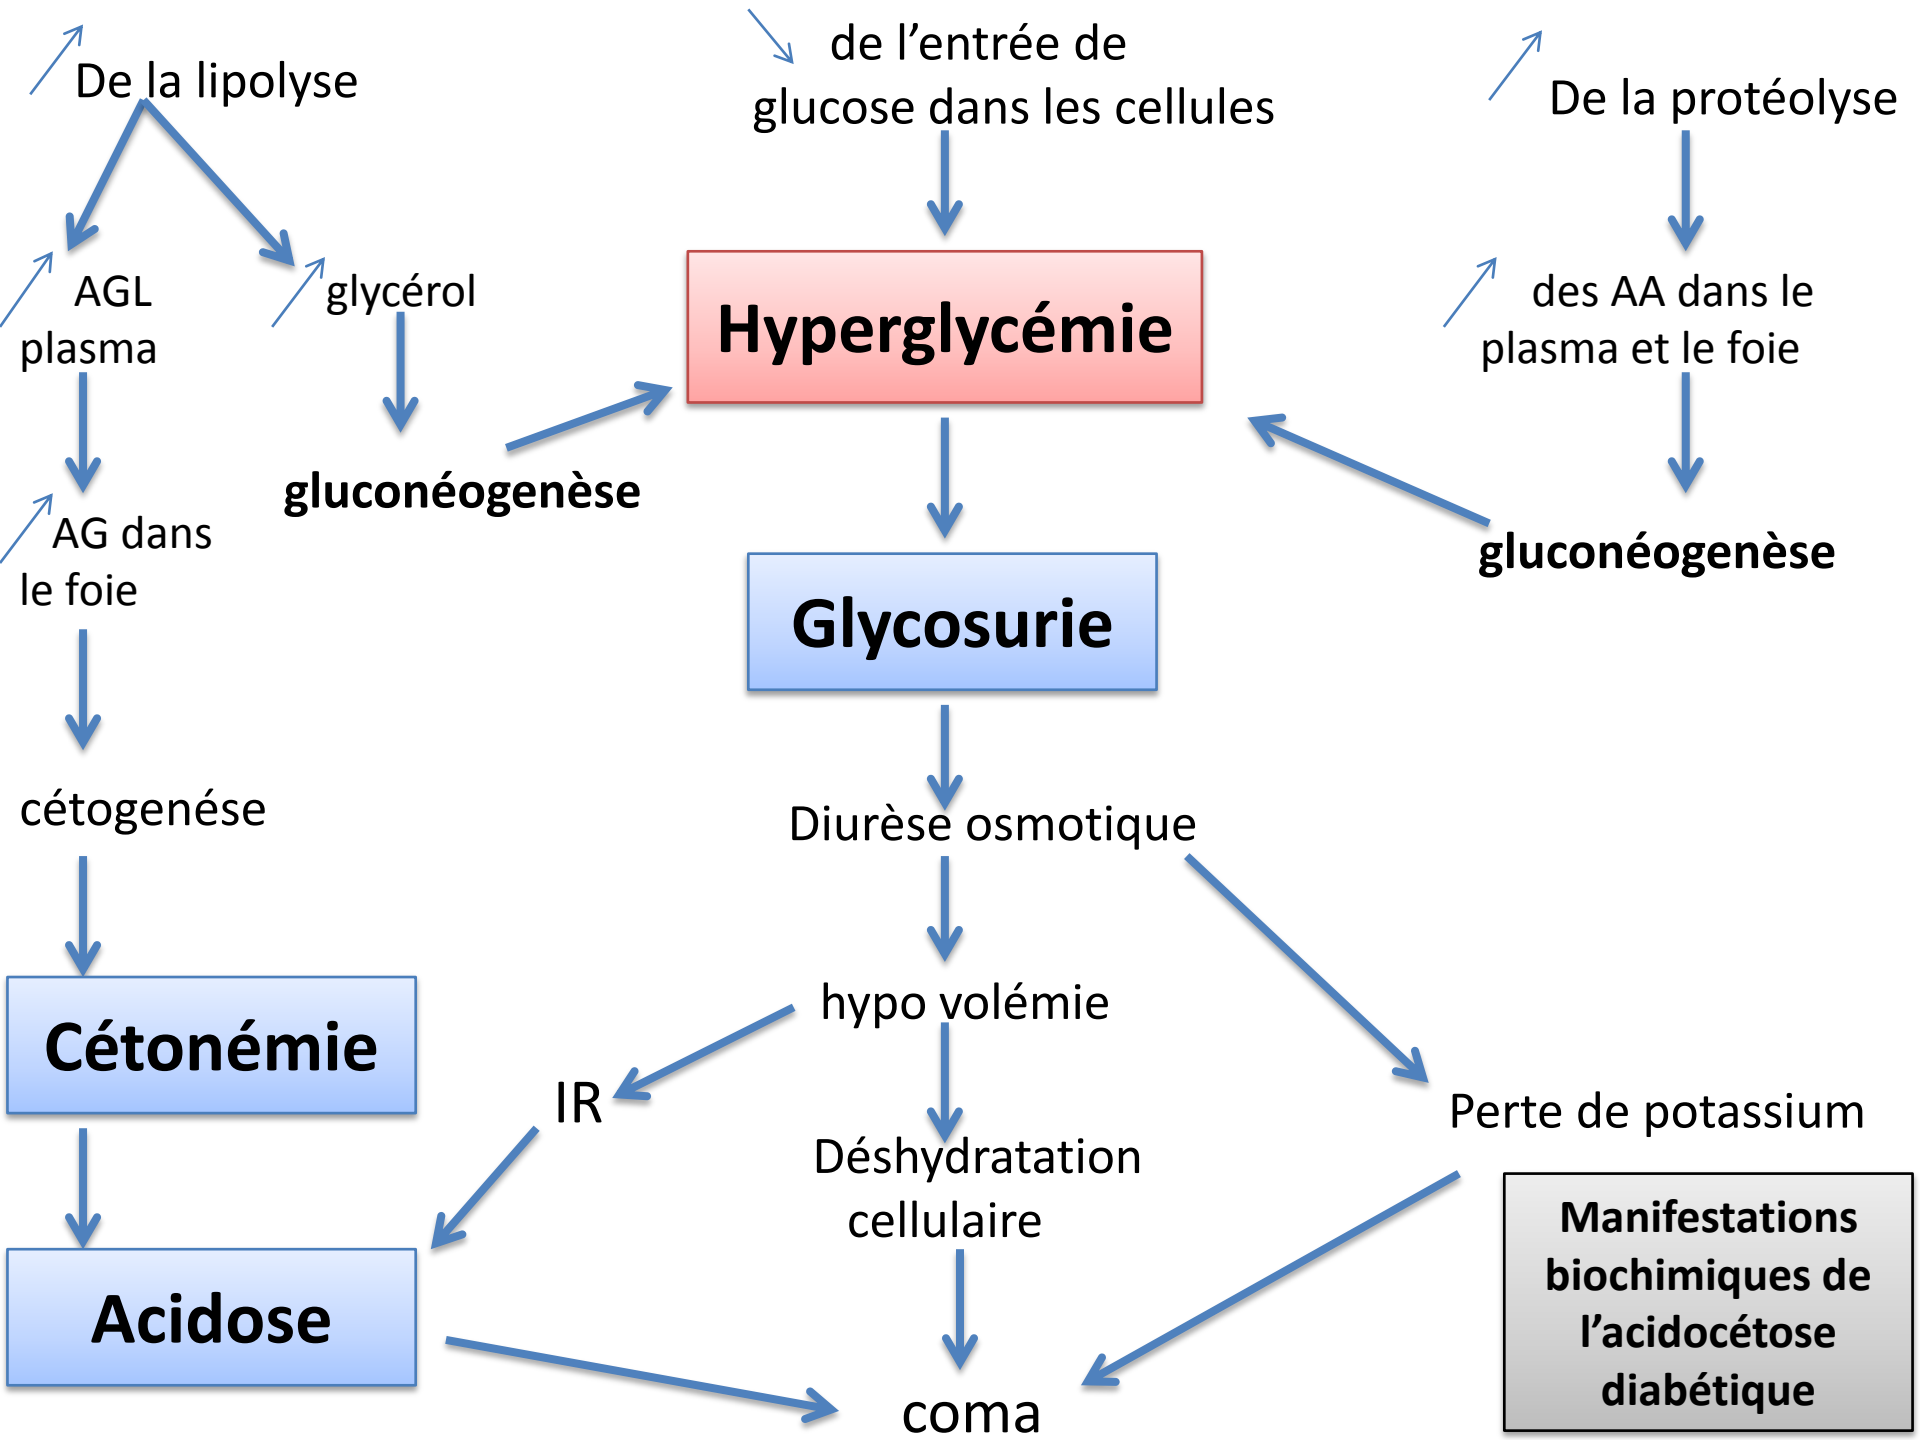 De la lipolyse
de l’entrée de
glucose dans les cellules
De la protéolyse
AGL
plasma
glycérol
Hyperglycémie
des AA dans le
plasma et le foie
gluconéogenèse
AG dans
le foie
gluconéogenèse
Glycosurie
cétogenése
Diurèse osmotique
hypo volémie
Cétonémie
IR
Perte de potassium
Déshydratation
cellulaire
Acidose
coma
Manifestations
biochimiques de
l’acidocétose
diabétique